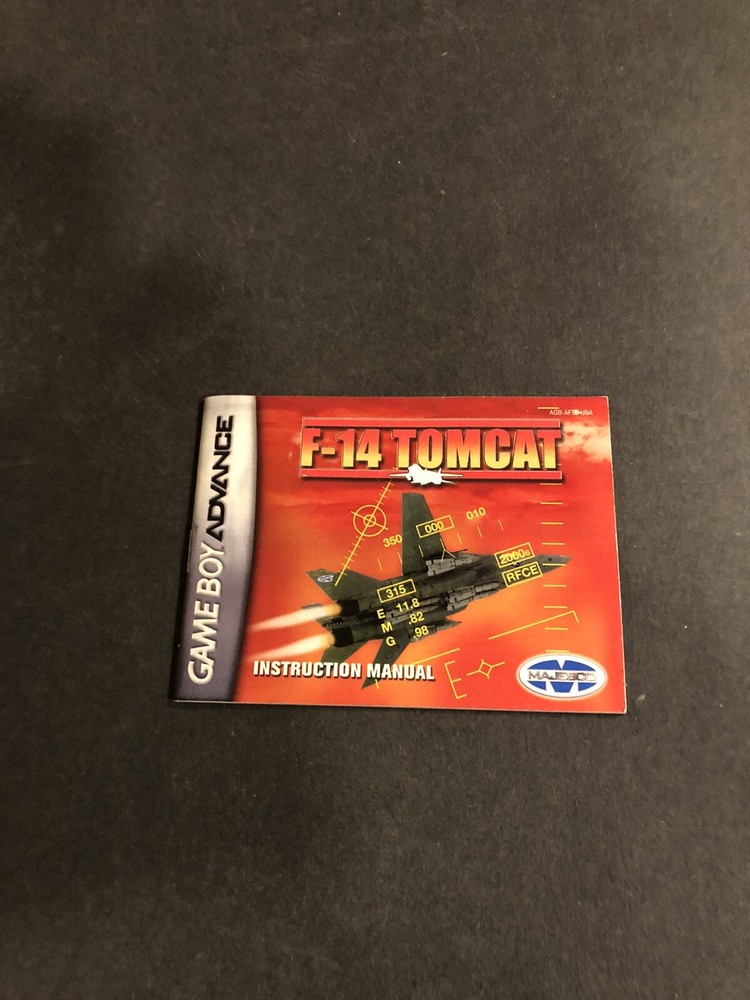 GAME BOY ADVANCE
F-14 TOMCAT
350
000
010
2000
RFCE
315
E 11.8
M .82
G .98
INSTRUCTION MANUAL
E
MAJESCO